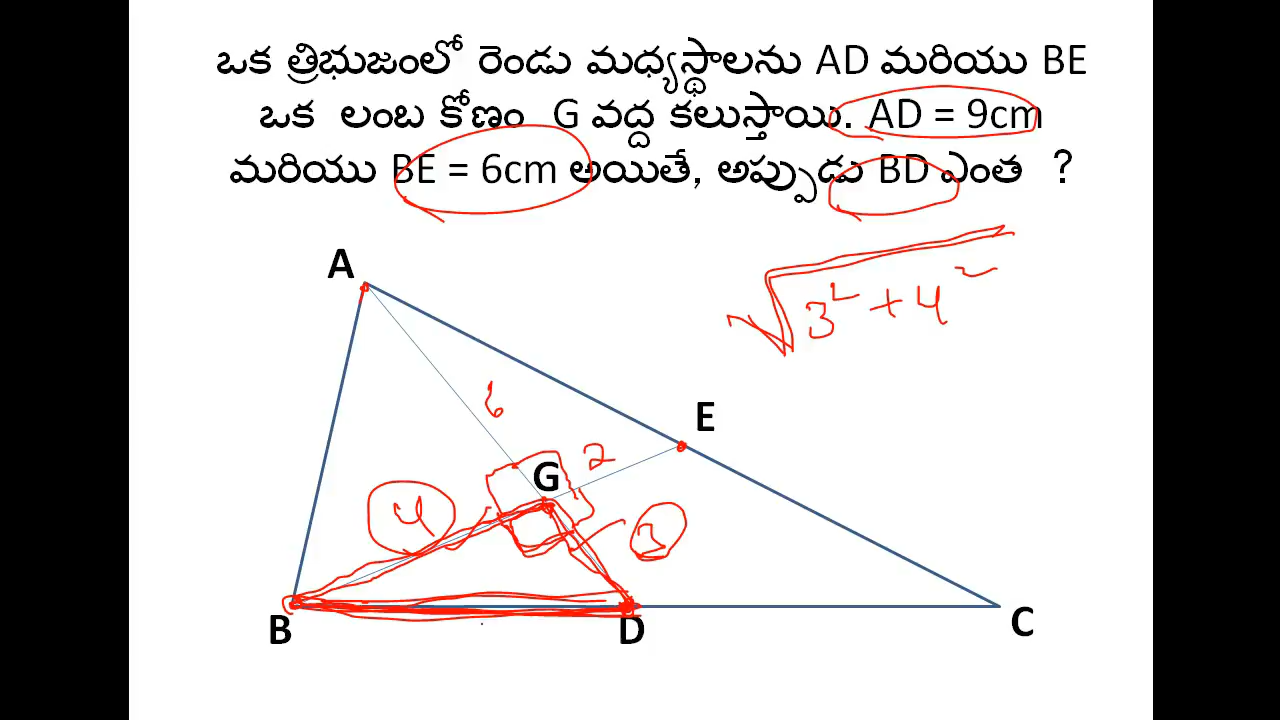 ఒక త్రిభుజంలో రెండు మధ్యస్థాలను AD మరియు BE
ఒక లంబ కోణం G వద్ద కలుస్తాయి. AD = 9cm
మరియు BE = 6cm అయితే, అప్పుడు BD ఎంత ?
√3² + 4²
A
6
E
2
G
4
3
B
D
C